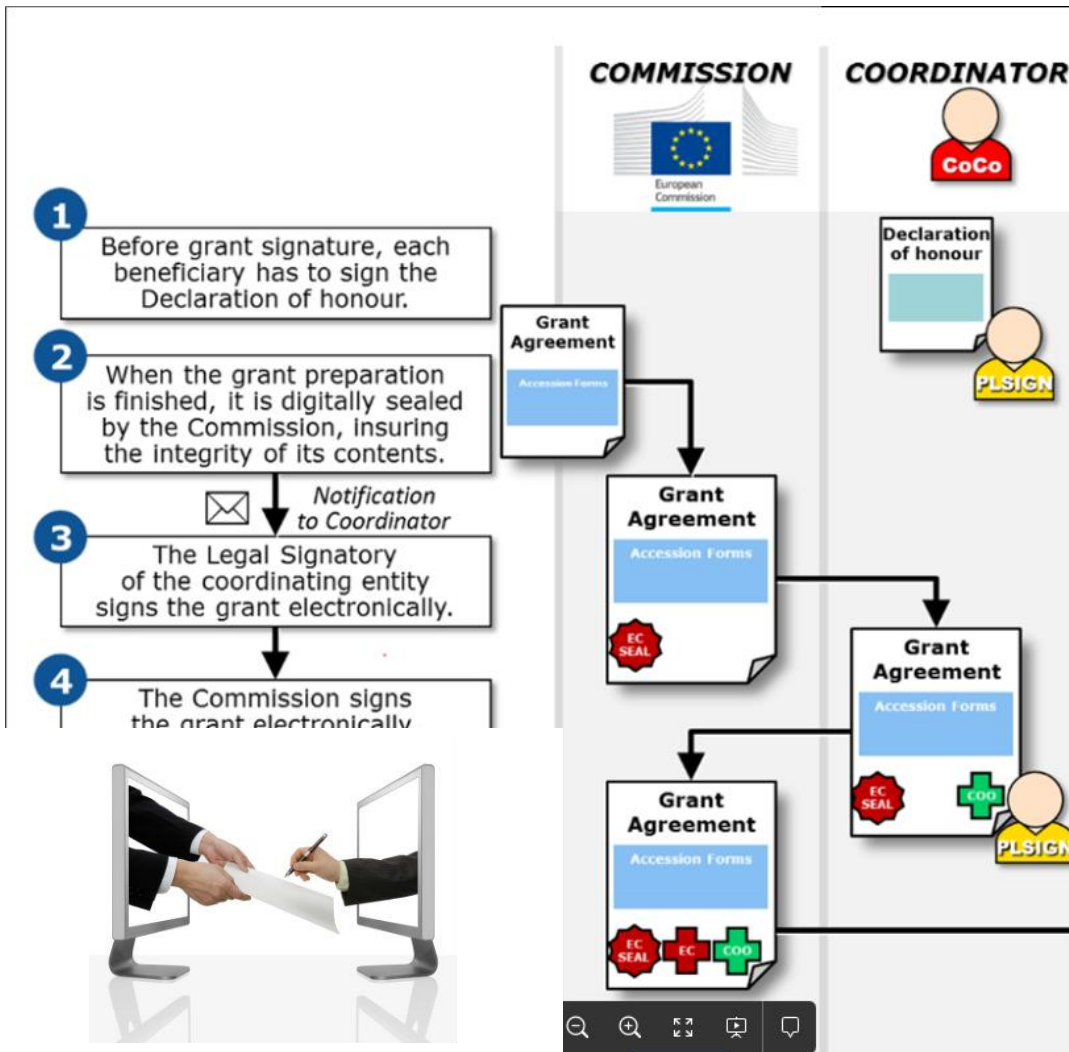 COMMISSION
COORDINATOR
European
Commission
CoCo
1
Before grant signature, each
beneficiary has to sign the
Declaration of honour.
Declaration
of honour
PLSIGN
2
When the grant preparation
is finished, it is digitally sealed
by the Commission, insuring
the integrity of its contents.
Grant
Agreement
Accession Forms
Notification
to Coordinator
3
The Legal Signatory
of the coordinating entity
signs the grant electronically.
Grant
Agreement
Accession Forms
EC
SEAL
4
The Commission signs
the grant electronically
Grant
Agreement
Accession Forms
EC
SEAL
COO
PLSIGN
Grant
Agreement
Accession Forms
EC
SEAL
EC
COO